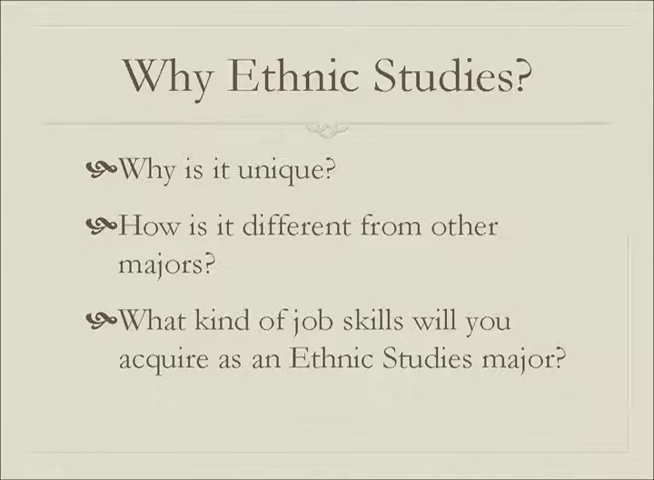 Why Ethnic Studies?
Why is it unique?
How is it different from other
majors?
What kind of job skills will you
acquire as an Ethnic Studies major?